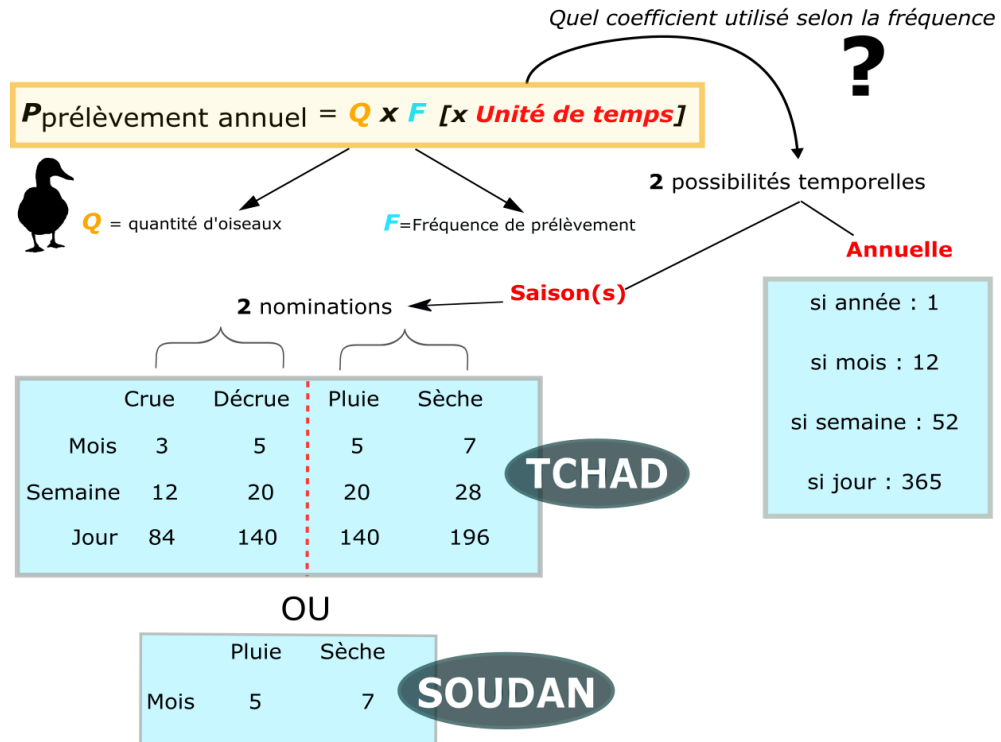 Quel coefficient utilisé selon la fréquence
?
Pprélèvement annuel = Q x F [x Unité de temps]
2 possibilités temporelles
Q = quantité d'oiseaux
F=Fréquence de prélèvement
Annuelle
Saison(s)
2 nominations
si année : 1
si mois : 12
si semaine : 52
si jour : 365
Crue Décrue Pluie Sèche
Mois 3 5 5 7
Semaine 12 20 20 28
Jour 84 140 140 196
TCHAD
OU
Pluie Sèche
Mois 5 7
SOUDAN